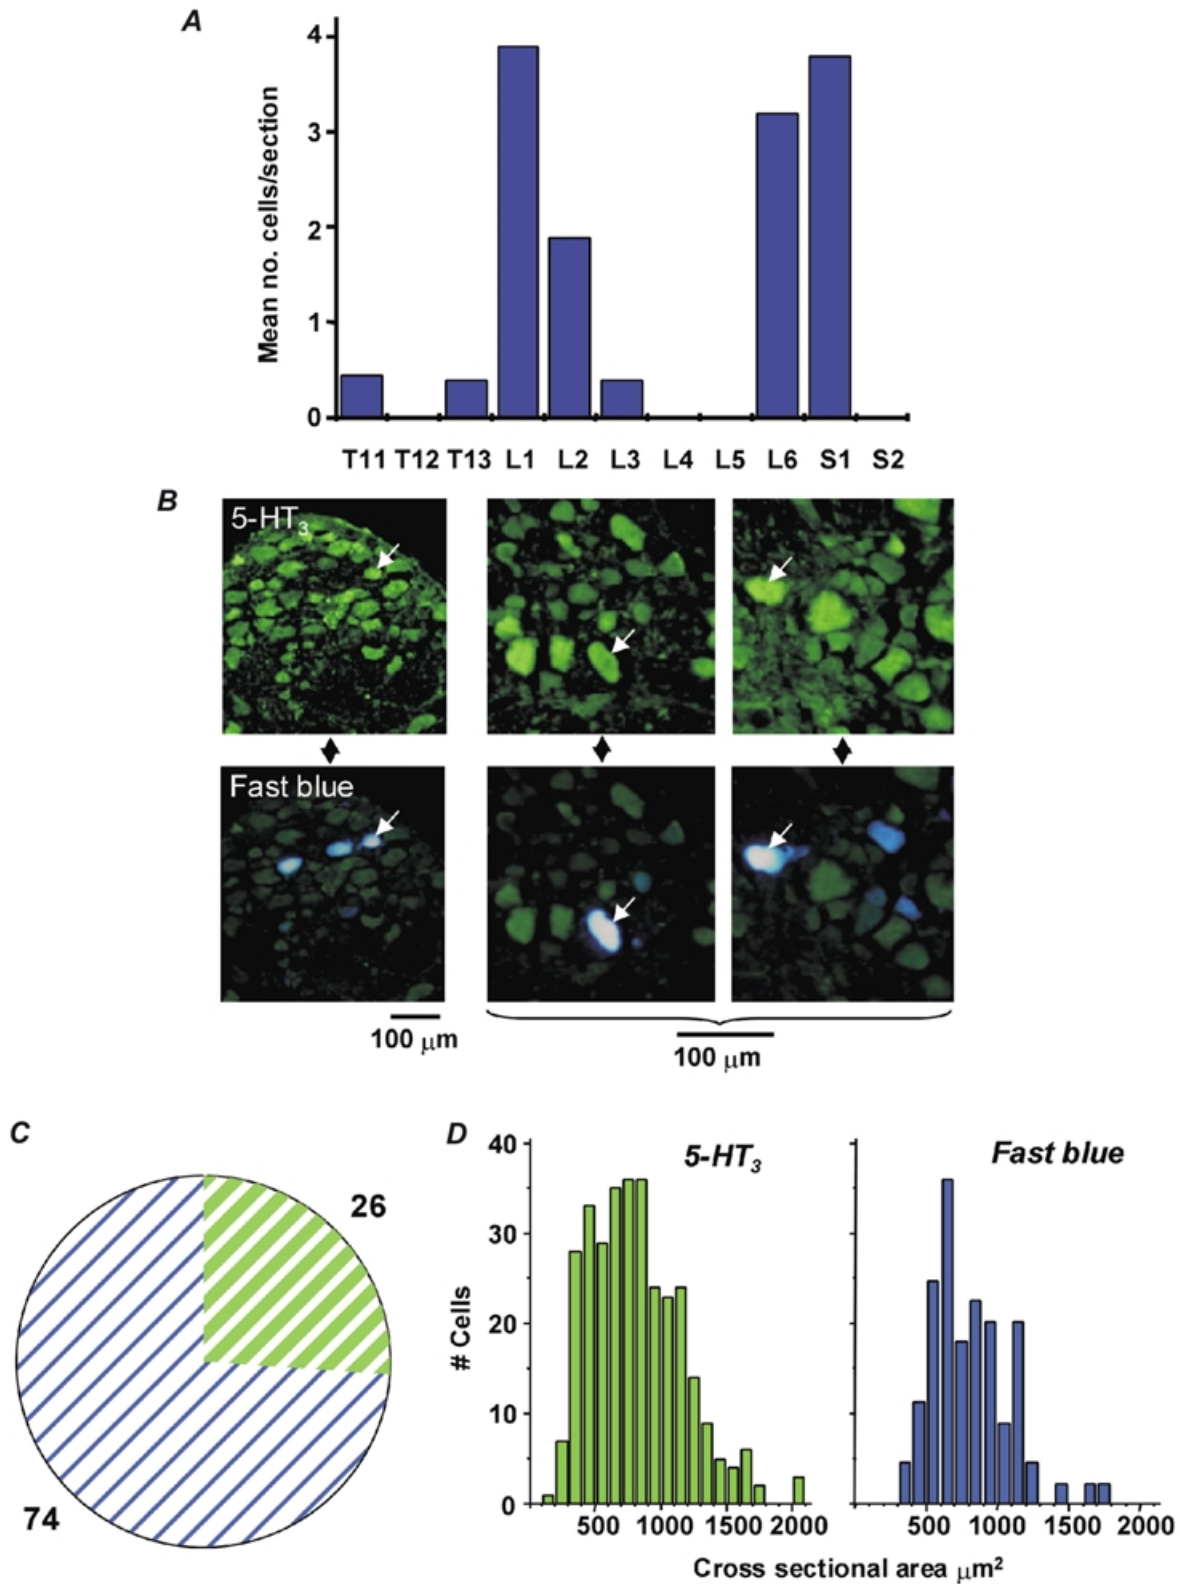 A
Mean no. cells/section
4
3
2
1
0
T11 T12 T13 L1 L2 L3 L4 L5 L6 S1 S2
B
5-HT3
Fast blue
100 μm
100 μm
C
26
74
D
5-HT3
Fast blue
# Cells
40
30
20
10
0
500 1000 1500 2000
500 1000 1500 2000
Cross sectional area μm²